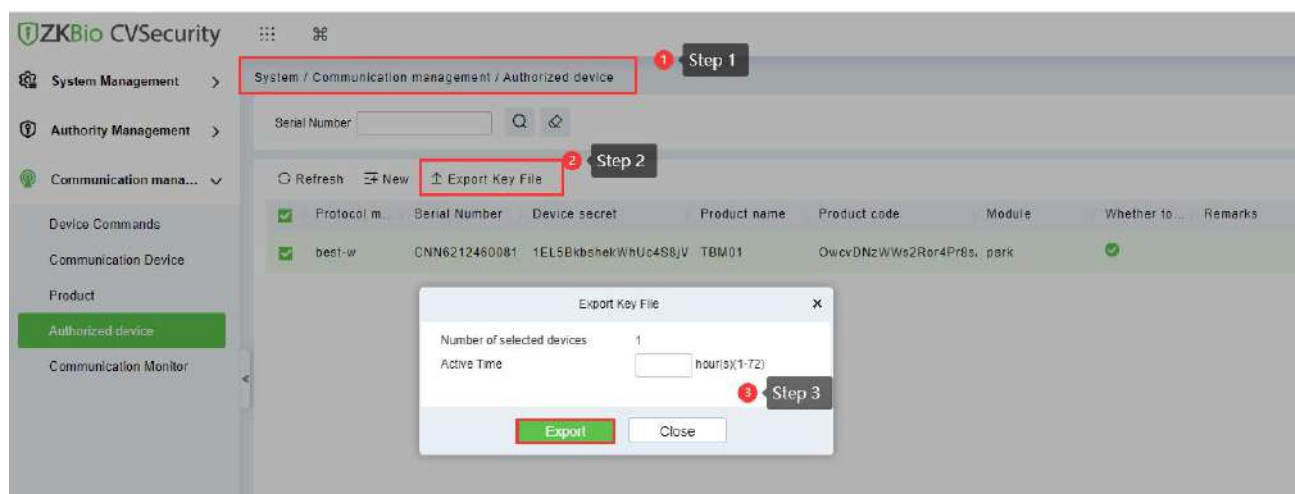 ZKBio CVSecurity
System Management
Authority Management
Communication mana...
Device Commands
Communication Device
Product
Authorized device
Communication Monitor
System / Communication management / Authorized device
1 Step 1
Serial Number
2 Step 2
Refresh New Export Key File
Protocol m... Serial Number Device secret Product name Product code Module Whether to... Remarks
best-w CNN6212460081 1EL5BkbshekWhUc4S8jV TBM01 OwcvDNzWWs2Ror4Pr8s. park
Export Key File
Number of selected devices 1
Active Time hour(s)(1-72)
3 Step 3
Export Close